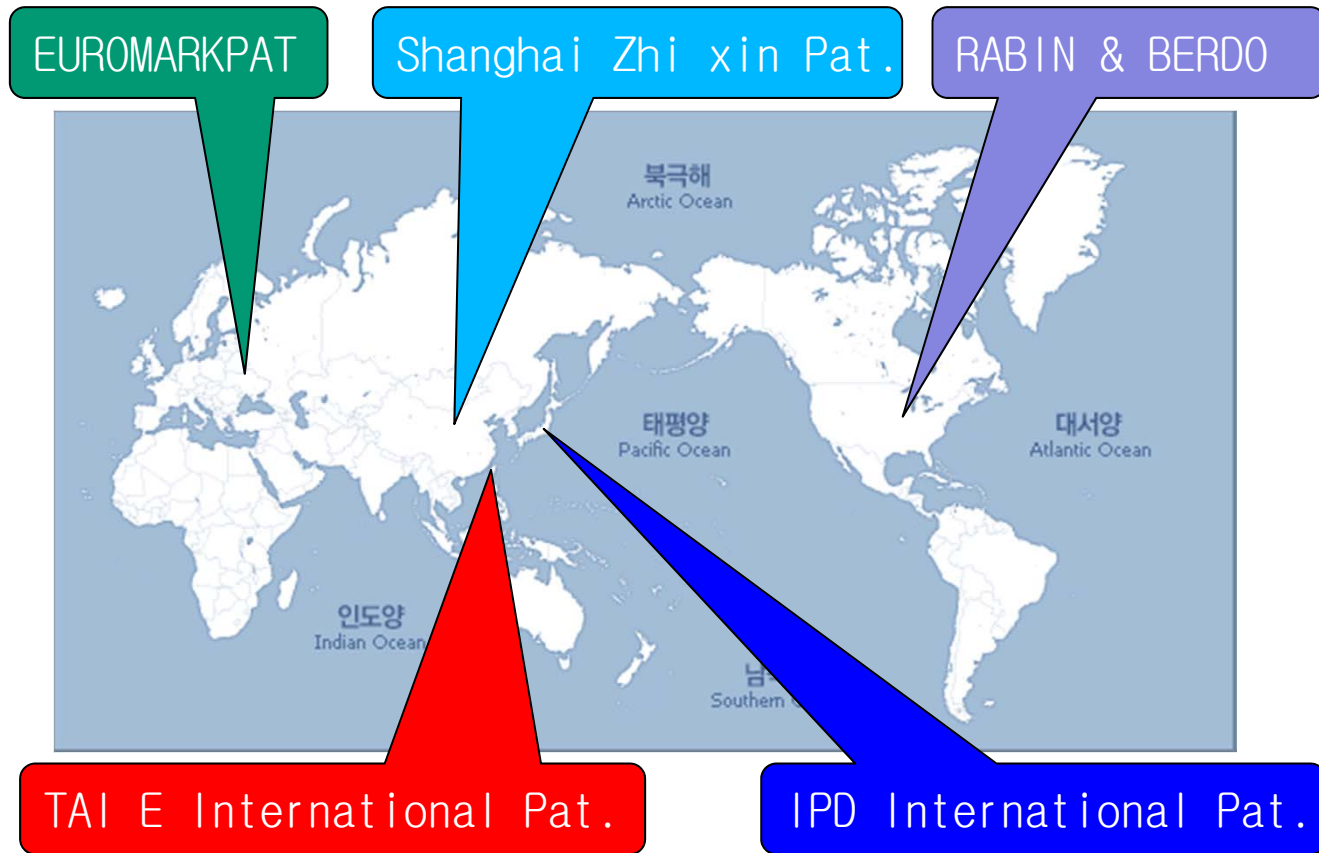 EUROMARKPAT
Shanghai Zhi xin Pat.
RABIN & BERDO
북극해
Arctic Ocean
태평양
Pacific Ocean
대서양
Atlantic Ocean
인도양
Indian Ocean
Southern
TAI E International Pat.
IPD International Pat.